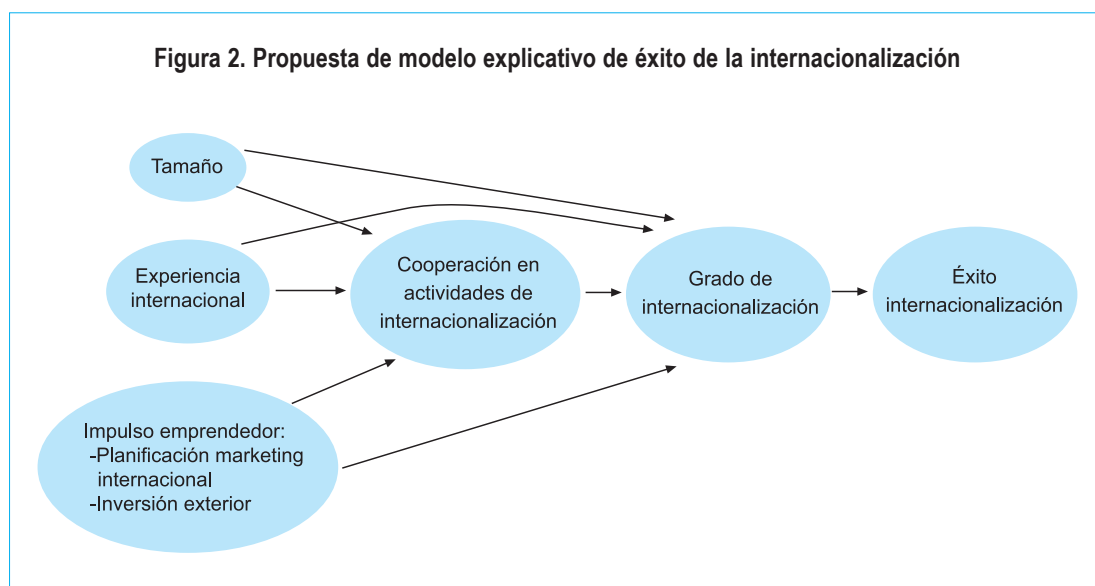 Figura 2. Propuesta de modelo explicativo de éxito de la internacionalización
Tamaño
Experiencia
internacional
Cooperación en
actividades de
internacionalización
Grado de
internacionalización
Éxito
internacionalización
Impulso emprendedor:
-Planificación marketing
internacional
-Inversión exterior